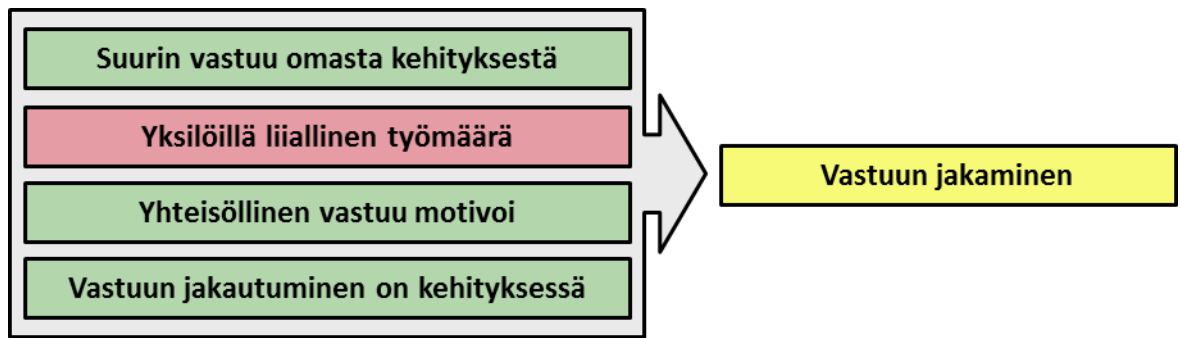 Suurin vastuu omasta kehityksestä
Yksilöillä liiallinen työmäärä
Yhteisöllinen vastuu motivoi
Vastuun jakautuminen on kehityksessä
Vastuun jakaminen